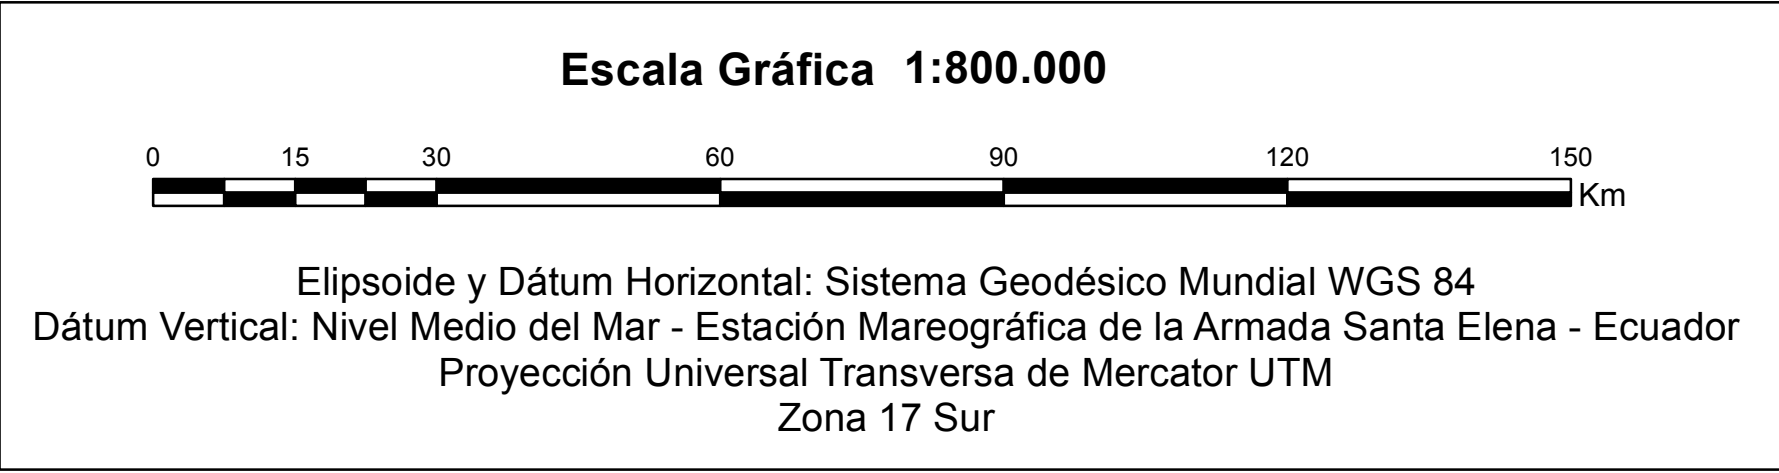 Escala Gráfica 1:800.000
0 15 30 60 90 120 150
Km
Elipsoide y Dátum Horizontal: Sistema Geodésico Mundial WGS 84
Dátum Vertical: Nivel Medio del Mar - Estación Mareográfica de la Armada Santa Elena - Ecuador
Proyección Universal Transversa de Mercator UTM
Zona 17 Sur